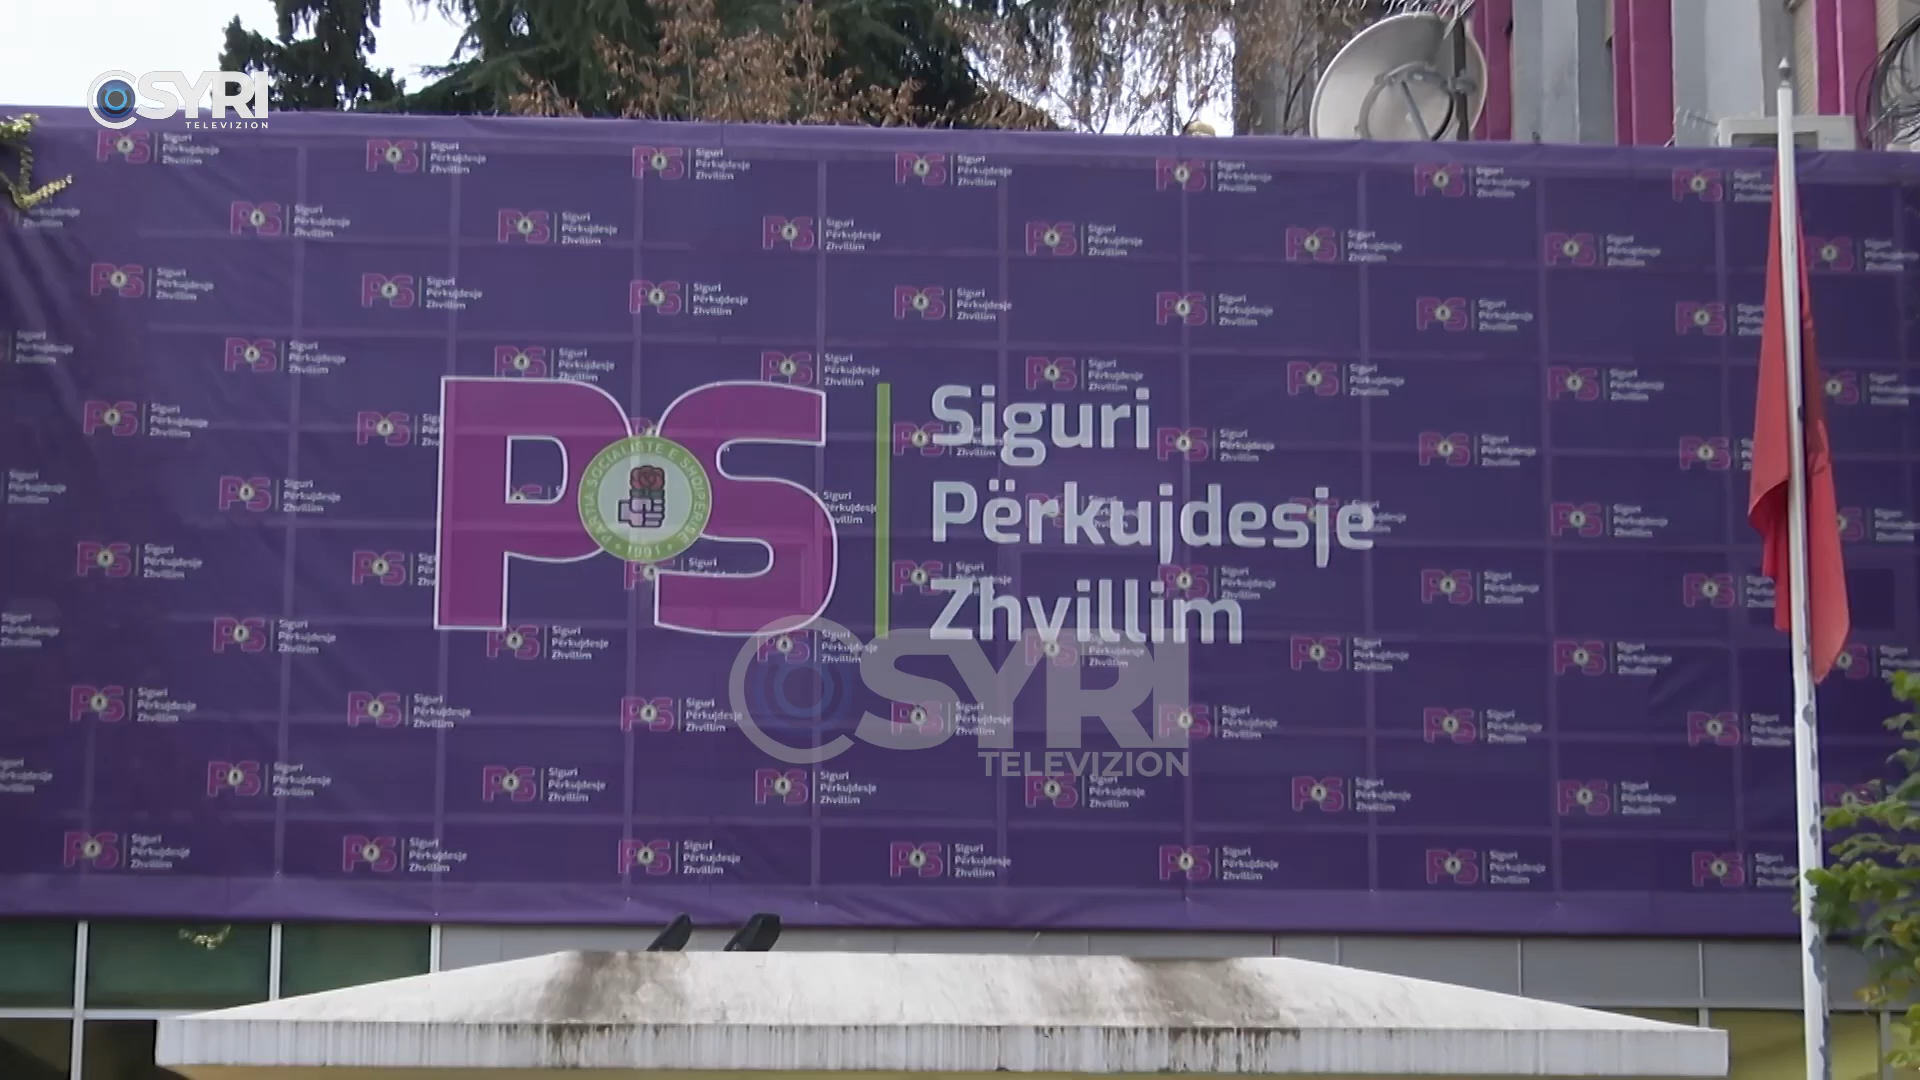 SYRI
TELEVIZION
PS
PARTIA SOCIALISTE E SHQIPËRISË
• 1991 •
Siguri
Përkujdesje
Zhvillim
SYRI
TELEVIZION